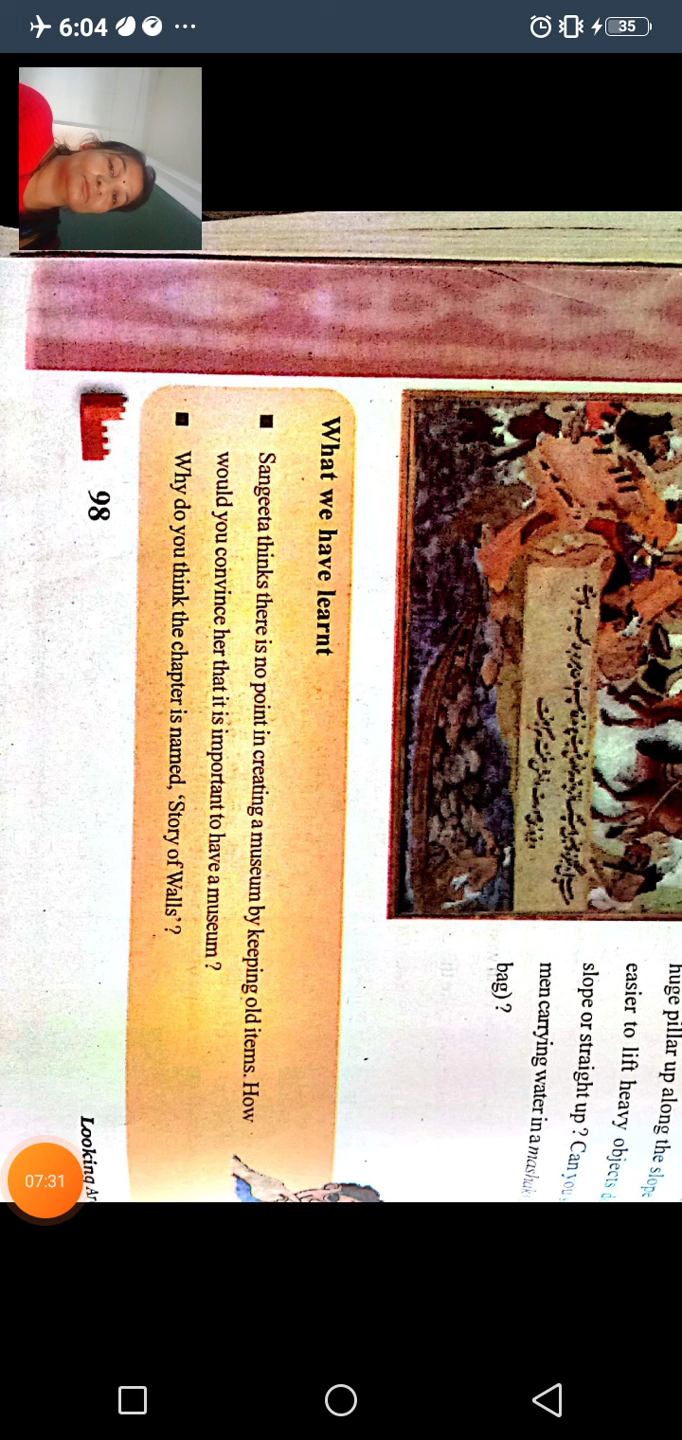 6:04
35
huge pillar up along the slope
easier to lift heavy objects
slope or straight up ? Can you
men carrying water in a
bag) ?
What we have learnt
■ Sangeeta thinks there is no point in creating a museum by keeping old items. How
would you convince her that it is important to have a museum ?
■ Why do you think the chapter is named, ‘Story of Walls’ ?
98
Looking Ar
07:31